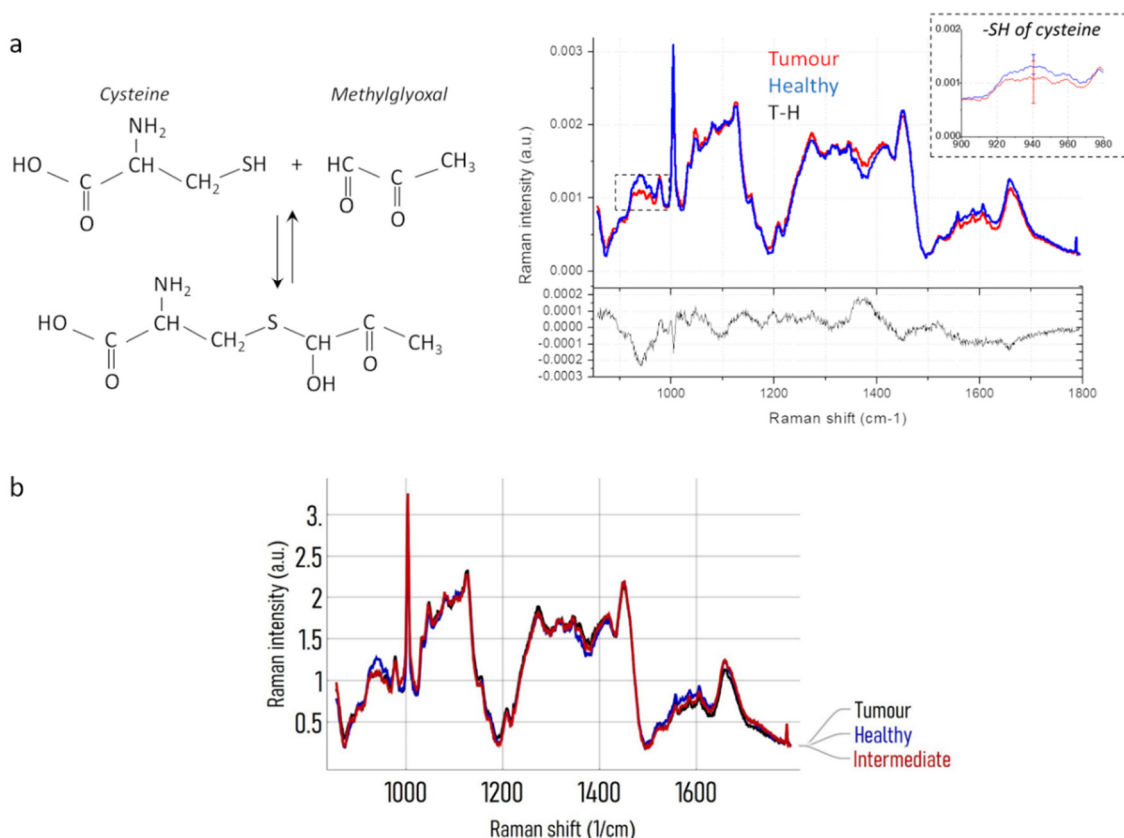 a
Cysteine
Methylglyoxal
NH₂
HO
CH
SH
CH₂
O
+
HC
CH₃
O
O
NH₂
HO
CH
S
CH₂
O
CH
C
CH₃
O
OH
Tumour
Healthy
T-H
-SH of cysteine
0.002
0.001
0.000
900 920 940 960 980
0.003
0.002
0.001
0.000
Raman intensity (a.u.)
0.0002
0.0001
0.0000
-0.0001
-0.0002
-0.0003
1000 1200 1400 1600 1800
Raman shift (cm-1)
b
3.
2.5
2
1.5
1
0.5
Raman intensity (a.u.)
1000 1200 1400 1600
Raman shift (1/cm)
Tumour
Healthy
Intermediate